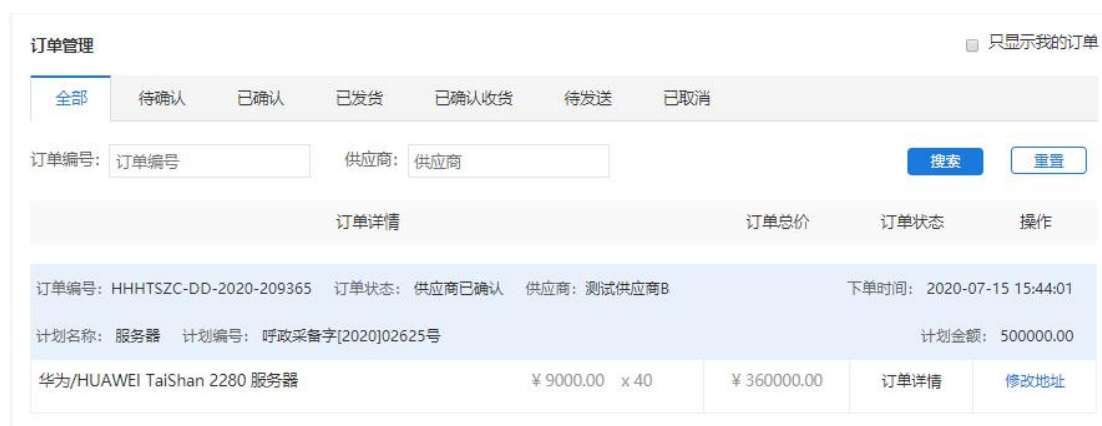 订单管理 只显示我的订单
全部 待确认 已确认 已发货 已确认收货 待发送 已取消
订单编号: 订单编号 供应商: 供应商 搜索 重置
订单详情 订单总价 订单状态 操作
订单编号: HHHTSZC-DD-2020-209365 订单状态: 供应商已确认 供应商: 测试供应商B 下单时间: 2020-07-15 15:44:01
计划名称: 服务器 计划编号: 呼政采备字[2020]02625号 计划金额: 500000.00
华为/HUAWEI TaiShan 2280 服务器 ¥ 9000.00 x 40 ¥ 360000.00 订单详情 修改地址